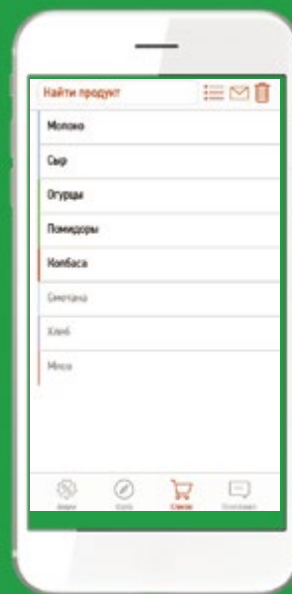 Найти продукт
Молоко
Сыр
Огурцы
Помидоры
Колбаса
Сметана
Хлеб
Мясо
Список